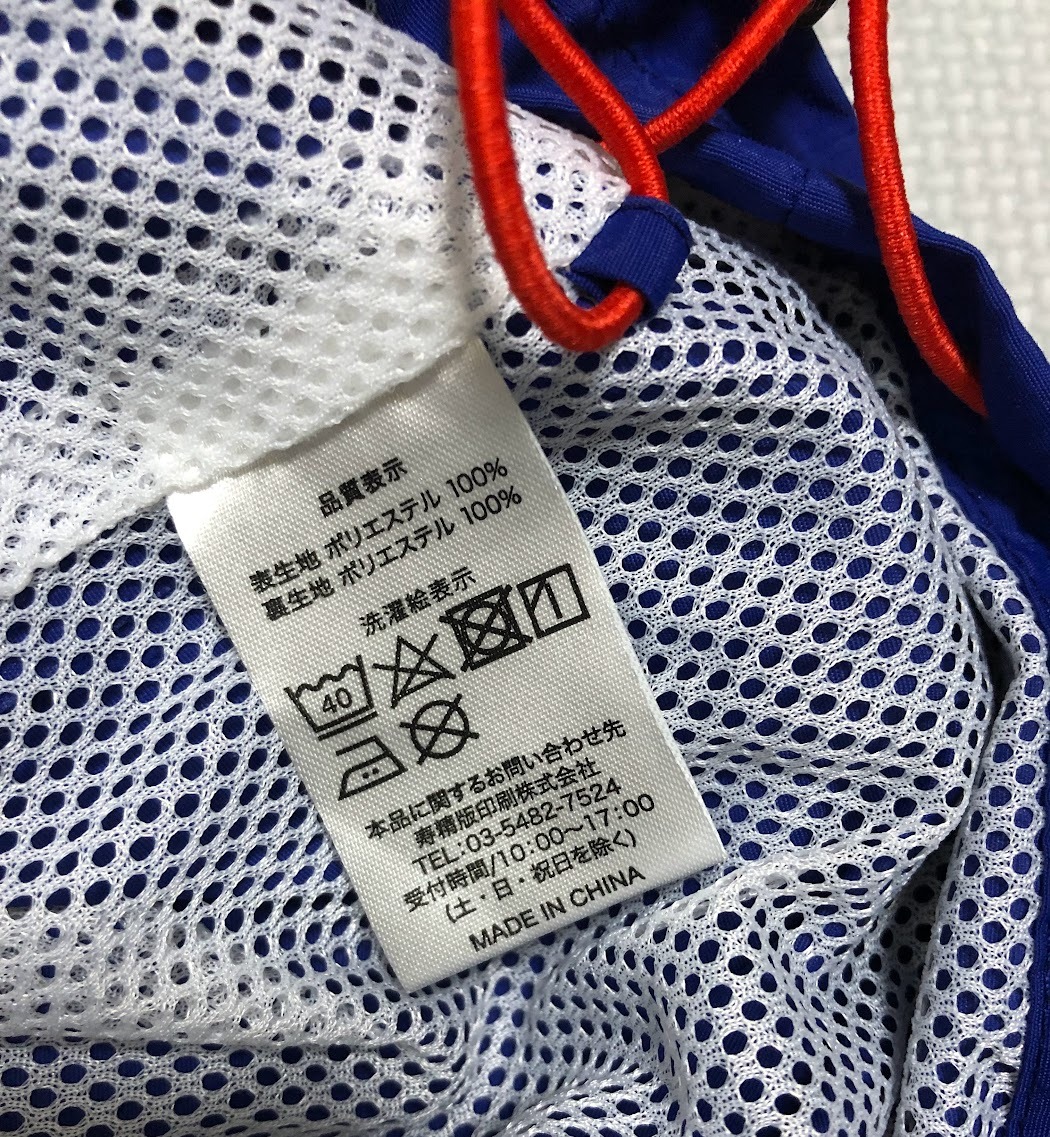 品質表示
表生地 ポリエステル 100%
裏生地 ポリエステル 100%
洗濯絵表示
40
本品に関するお問い合わせ先
寿精版印刷株式会社
TEL:03-5482-7524
受付時間/10:00〜17:00
(土・日・祝日を除く)
MADE IN CHINA